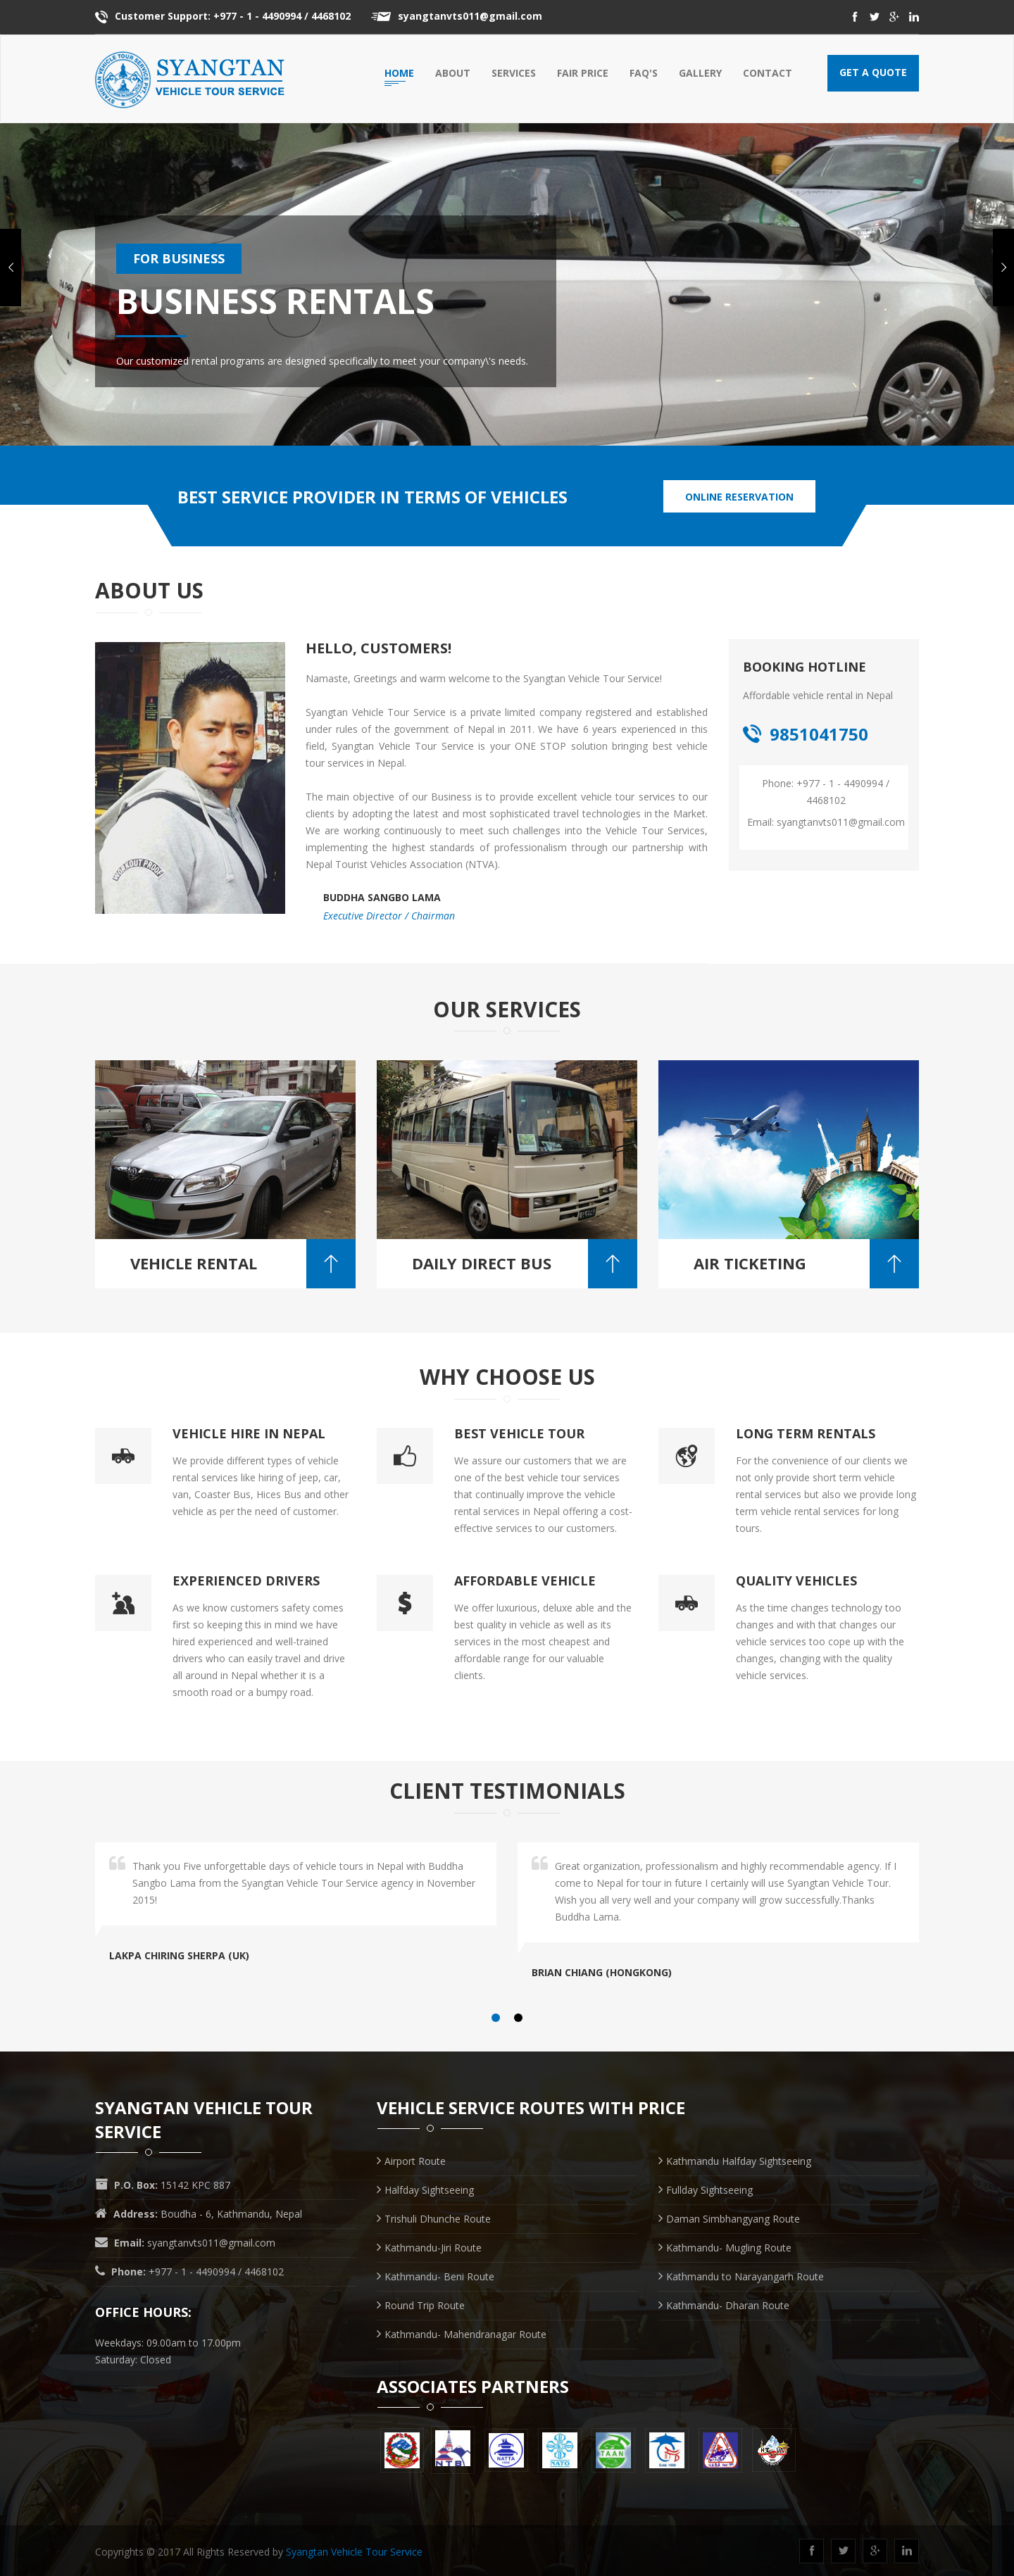 Customer Support: +977 - 1 - 4490994 / 4468102
syangtanvts011@gmail.com
SYANGTAN
VEHICLE TOUR SERVICE
HOME
ABOUT
SERVICES
FAIR PRICE
FAQ'S
GALLERY
CONTACT
GET A QUOTE
FOR BUSINESS
BUSINESS RENTALS
Our customized rental programs are designed specifically to meet your company\'s needs.
BEST SERVICE PROVIDER IN TERMS OF VEHICLES
ONLINE RESERVATION
ABOUT US
HELLO, CUSTOMERS!
Namaste, Greetings and warm welcome to the Syangtan Vehicle Tour Service!
Syangtan Vehicle Tour Service is a private limited company registered and established
under rules of the government of Nepal in 2011. We have 6 years experienced in this
field, Syangtan Vehicle Tour Service is your ONE STOP solution bringing best vehicle
tour services in Nepal.
The main objective of our Business is to provide excellent vehicle tour services to our
clients by adopting the latest and most sophisticated travel technologies in the Market.
We are working continuously to meet such challenges into the Vehicle Tour Services,
implementing the highest standards of professionalism through our partnership with
Nepal Tourist Vehicles Association (NTVA).
BUDDHA SANGBO LAMA
Executive Director / Chairman
WORKOUT PROOF
BOOKING HOTLINE
Affordable vehicle rental in Nepal
9851041750
Phone: +977 - 1 - 4490994 /
4468102
Email: syangtanvts011@gmail.com
OUR SERVICES
VEHICLE RENTAL
DAILY DIRECT BUS
AIR TICKETING
WHY CHOOSE US
VEHICLE HIRE IN NEPAL
We provide different types of vehicle
rental services like hiring of jeep, car,
van, Coaster Bus, Hices Bus and other
vehicle as per the need of customer.
BEST VEHICLE TOUR
We assure our customers that we are
one of the best vehicle tour services
that continually improve the vehicle
rental services in Nepal offering a cost-
effective services to our customers.
LONG TERM RENTALS
For the convenience of our clients we
not only provide short term vehicle
rental services but also we provide long
term vehicle rental services for long
tours.
EXPERIENCED DRIVERS
As we know customers safety comes
first so keeping this in mind we have
hired experienced and well-trained
drivers who can easily travel and drive
all around in Nepal whether it is a
smooth road or a bumpy road.
AFFORDABLE VEHICLE
We offer luxurious, deluxe able and the
best quality in vehicle as well as its
services in the most cheapest and
affordable range for our valuable
clients.
QUALITY VEHICLES
As the time changes technology too
changes and with that changes our
vehicle services too cope up with the
changes, changing with the quality
vehicle services.
CLIENT TESTIMONIALS
Thank you Five unforgettable days of vehicle tours in Nepal with Buddha
Sangbo Lama from the Syangtan Vehicle Tour Service agency in November
2015!
LAKPA CHIRING SHERPA (UK)
Great organization, professionalism and highly recommendable agency. If I
come to Nepal for tour in future I certainly will use Syangtan Vehicle Tour.
Wish you all very well and your company will grow successfully.Thanks
Buddha Lama.
BRIAN CHIANG (HONGKONG)
SYANGTAN VEHICLE TOUR
SERVICE
P.O. Box: 15142 KPC 887
Address: Boudha - 6, Kathmandu, Nepal
Email: syangtanvts011@gmail.com
Phone: +977 - 1 - 4490994 / 4468102
OFFICE HOURS:
Weekdays: 09.00am to 17.00pm
Saturday: Closed
VEHICLE SERVICE ROUTES WITH PRICE
Airport Route
Kathmandu Halfday Sightseeing
Halfday Sightseeing
Fullday Sightseeing
Trishuli Dhunche Route
Daman Simbhangyang Route
Kathmandu-Jiri Route
Kathmandu- Mugling Route
Kathmandu- Beni Route
Kathmandu to Narayangarh Route
Round Trip Route
Kathmandu- Dharan Route
Kathmandu- Mahendranagar Route
ASSOCIATES PARTNERS
NTB
NATTA
TAAN
Copyrights © 2017 All Rights Reserved by Syangtan Vehicle Tour Service